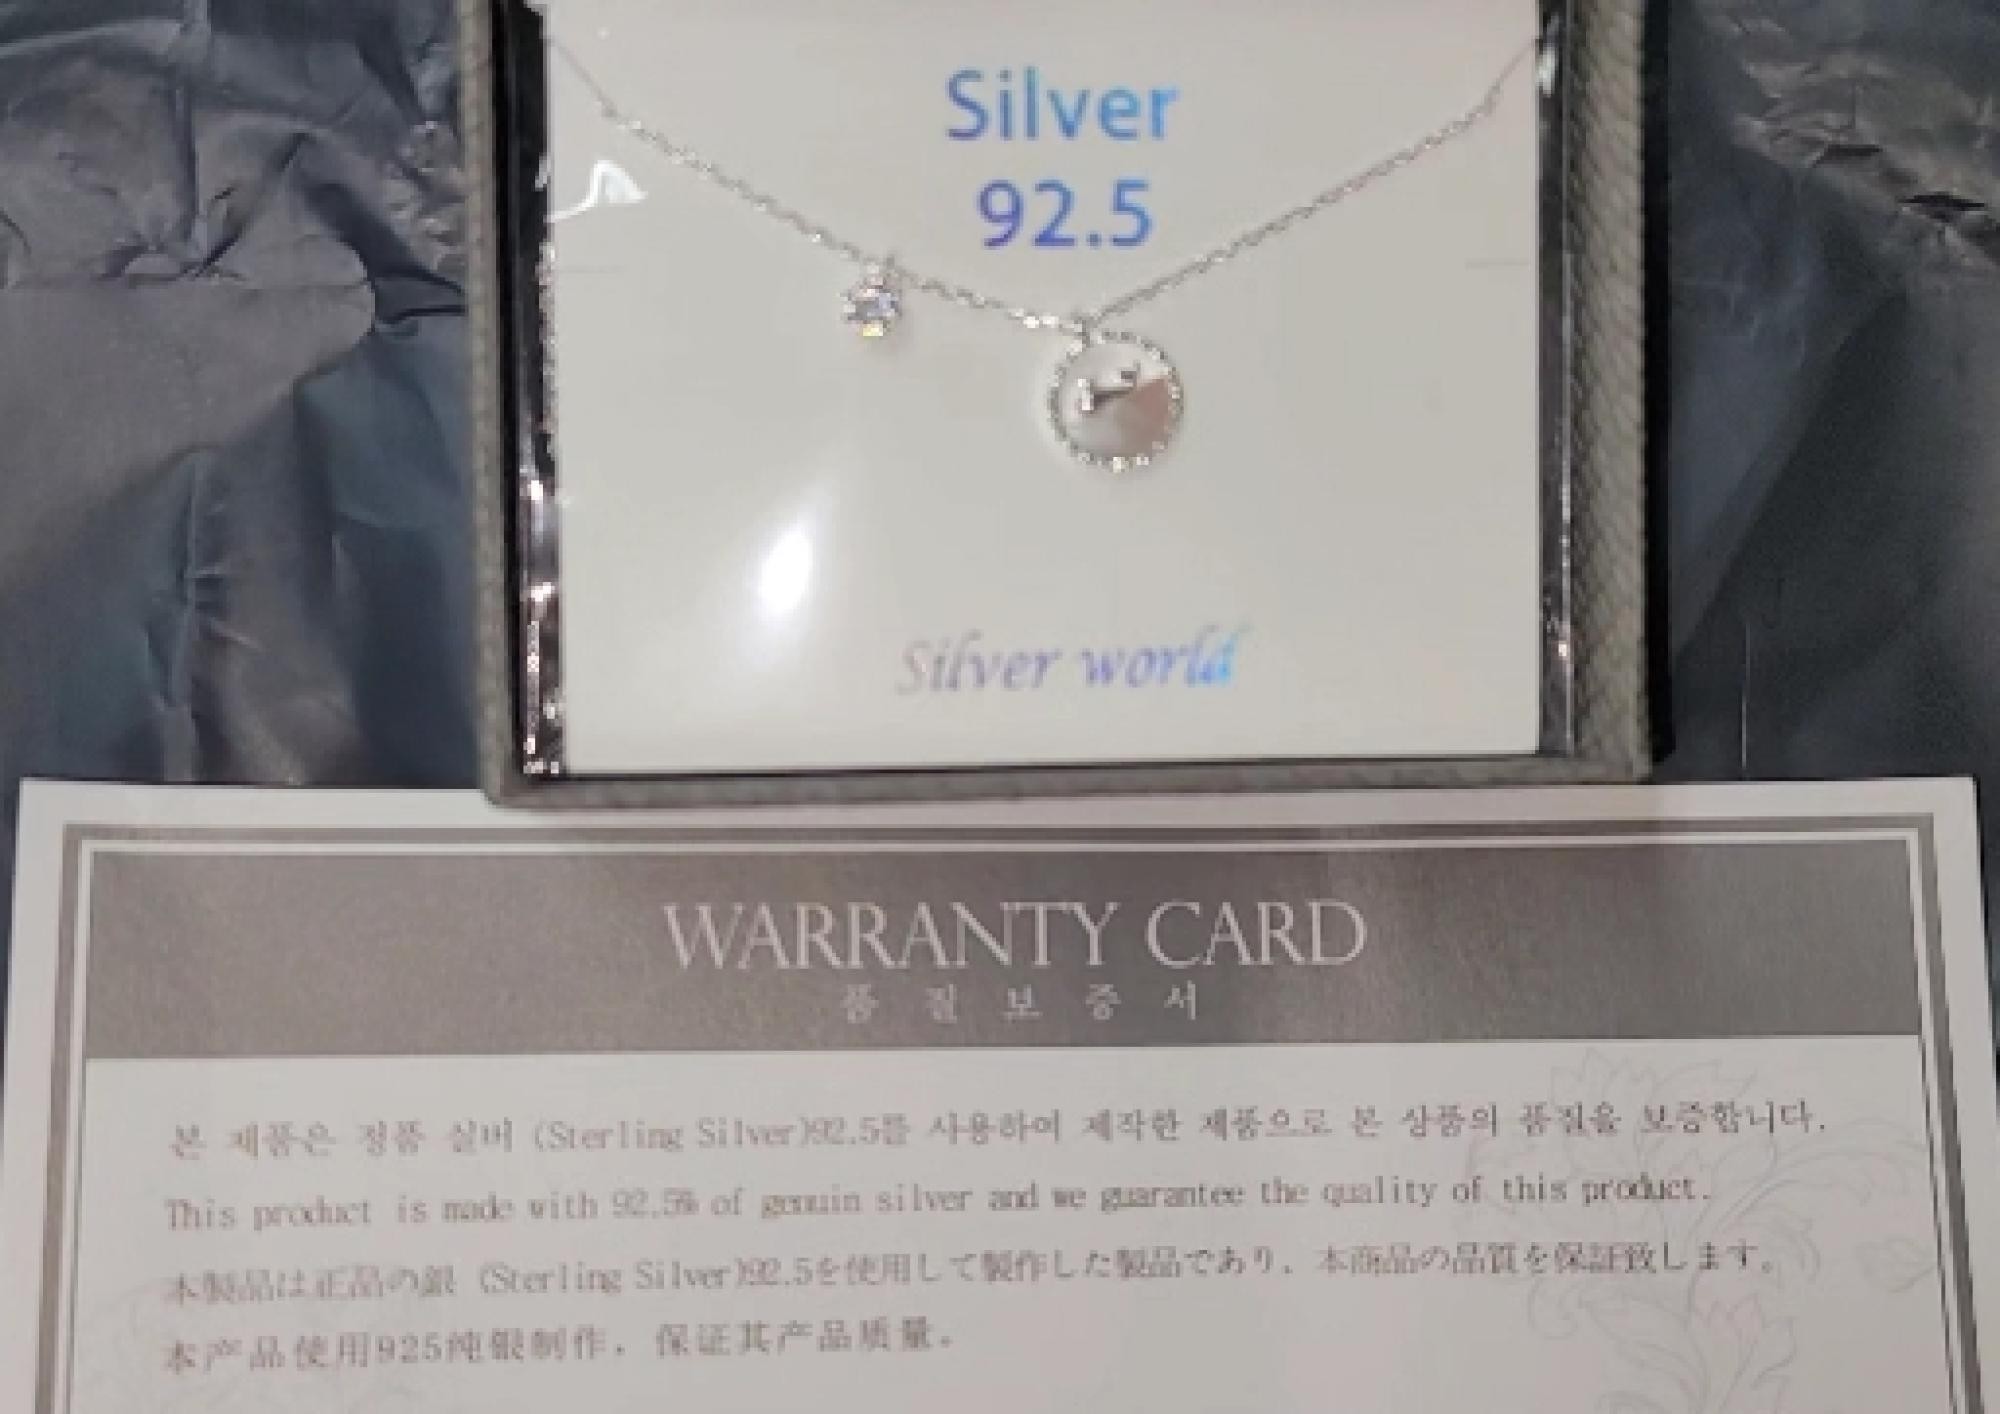 Silver
92.5
Silver world
WARRANTY CARD
품질보증서
본 제품은 정품 실버 (Sterling Silver)92.5를 사용하여 제작한 제품으로 본 상품의 품질을 보증합니다.
This product is made with 92.5% of genuin silver and we guarantee the quality of this product.
本製品は正品の銀 (Sterling Silver)92.5を使用して製作した製品であり、本商品の品質を保証致します。
本产品使用925纯银制作，保证其产品质量。